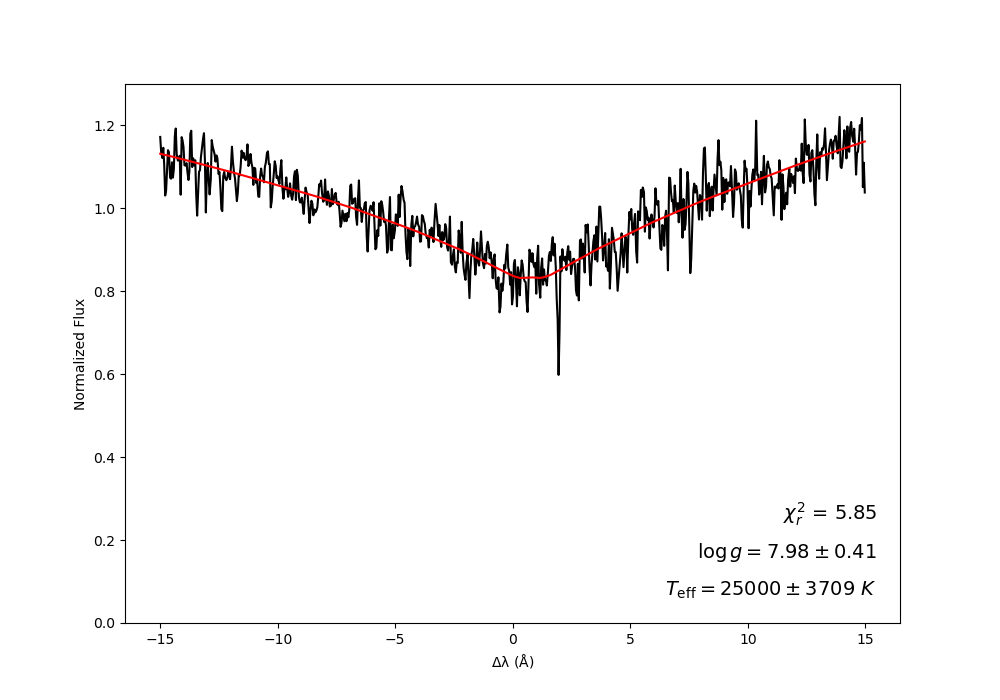 1.2
1.0
0.8
0.6
0.4
0.2
0.0
Normalized Flux
χ²ᵣ = 5.85
log g = 7.98 ± 0.41
T_eff = 25000 ± 3709 K
−15 −10 −5 0 5 10 15
Δλ (Å)